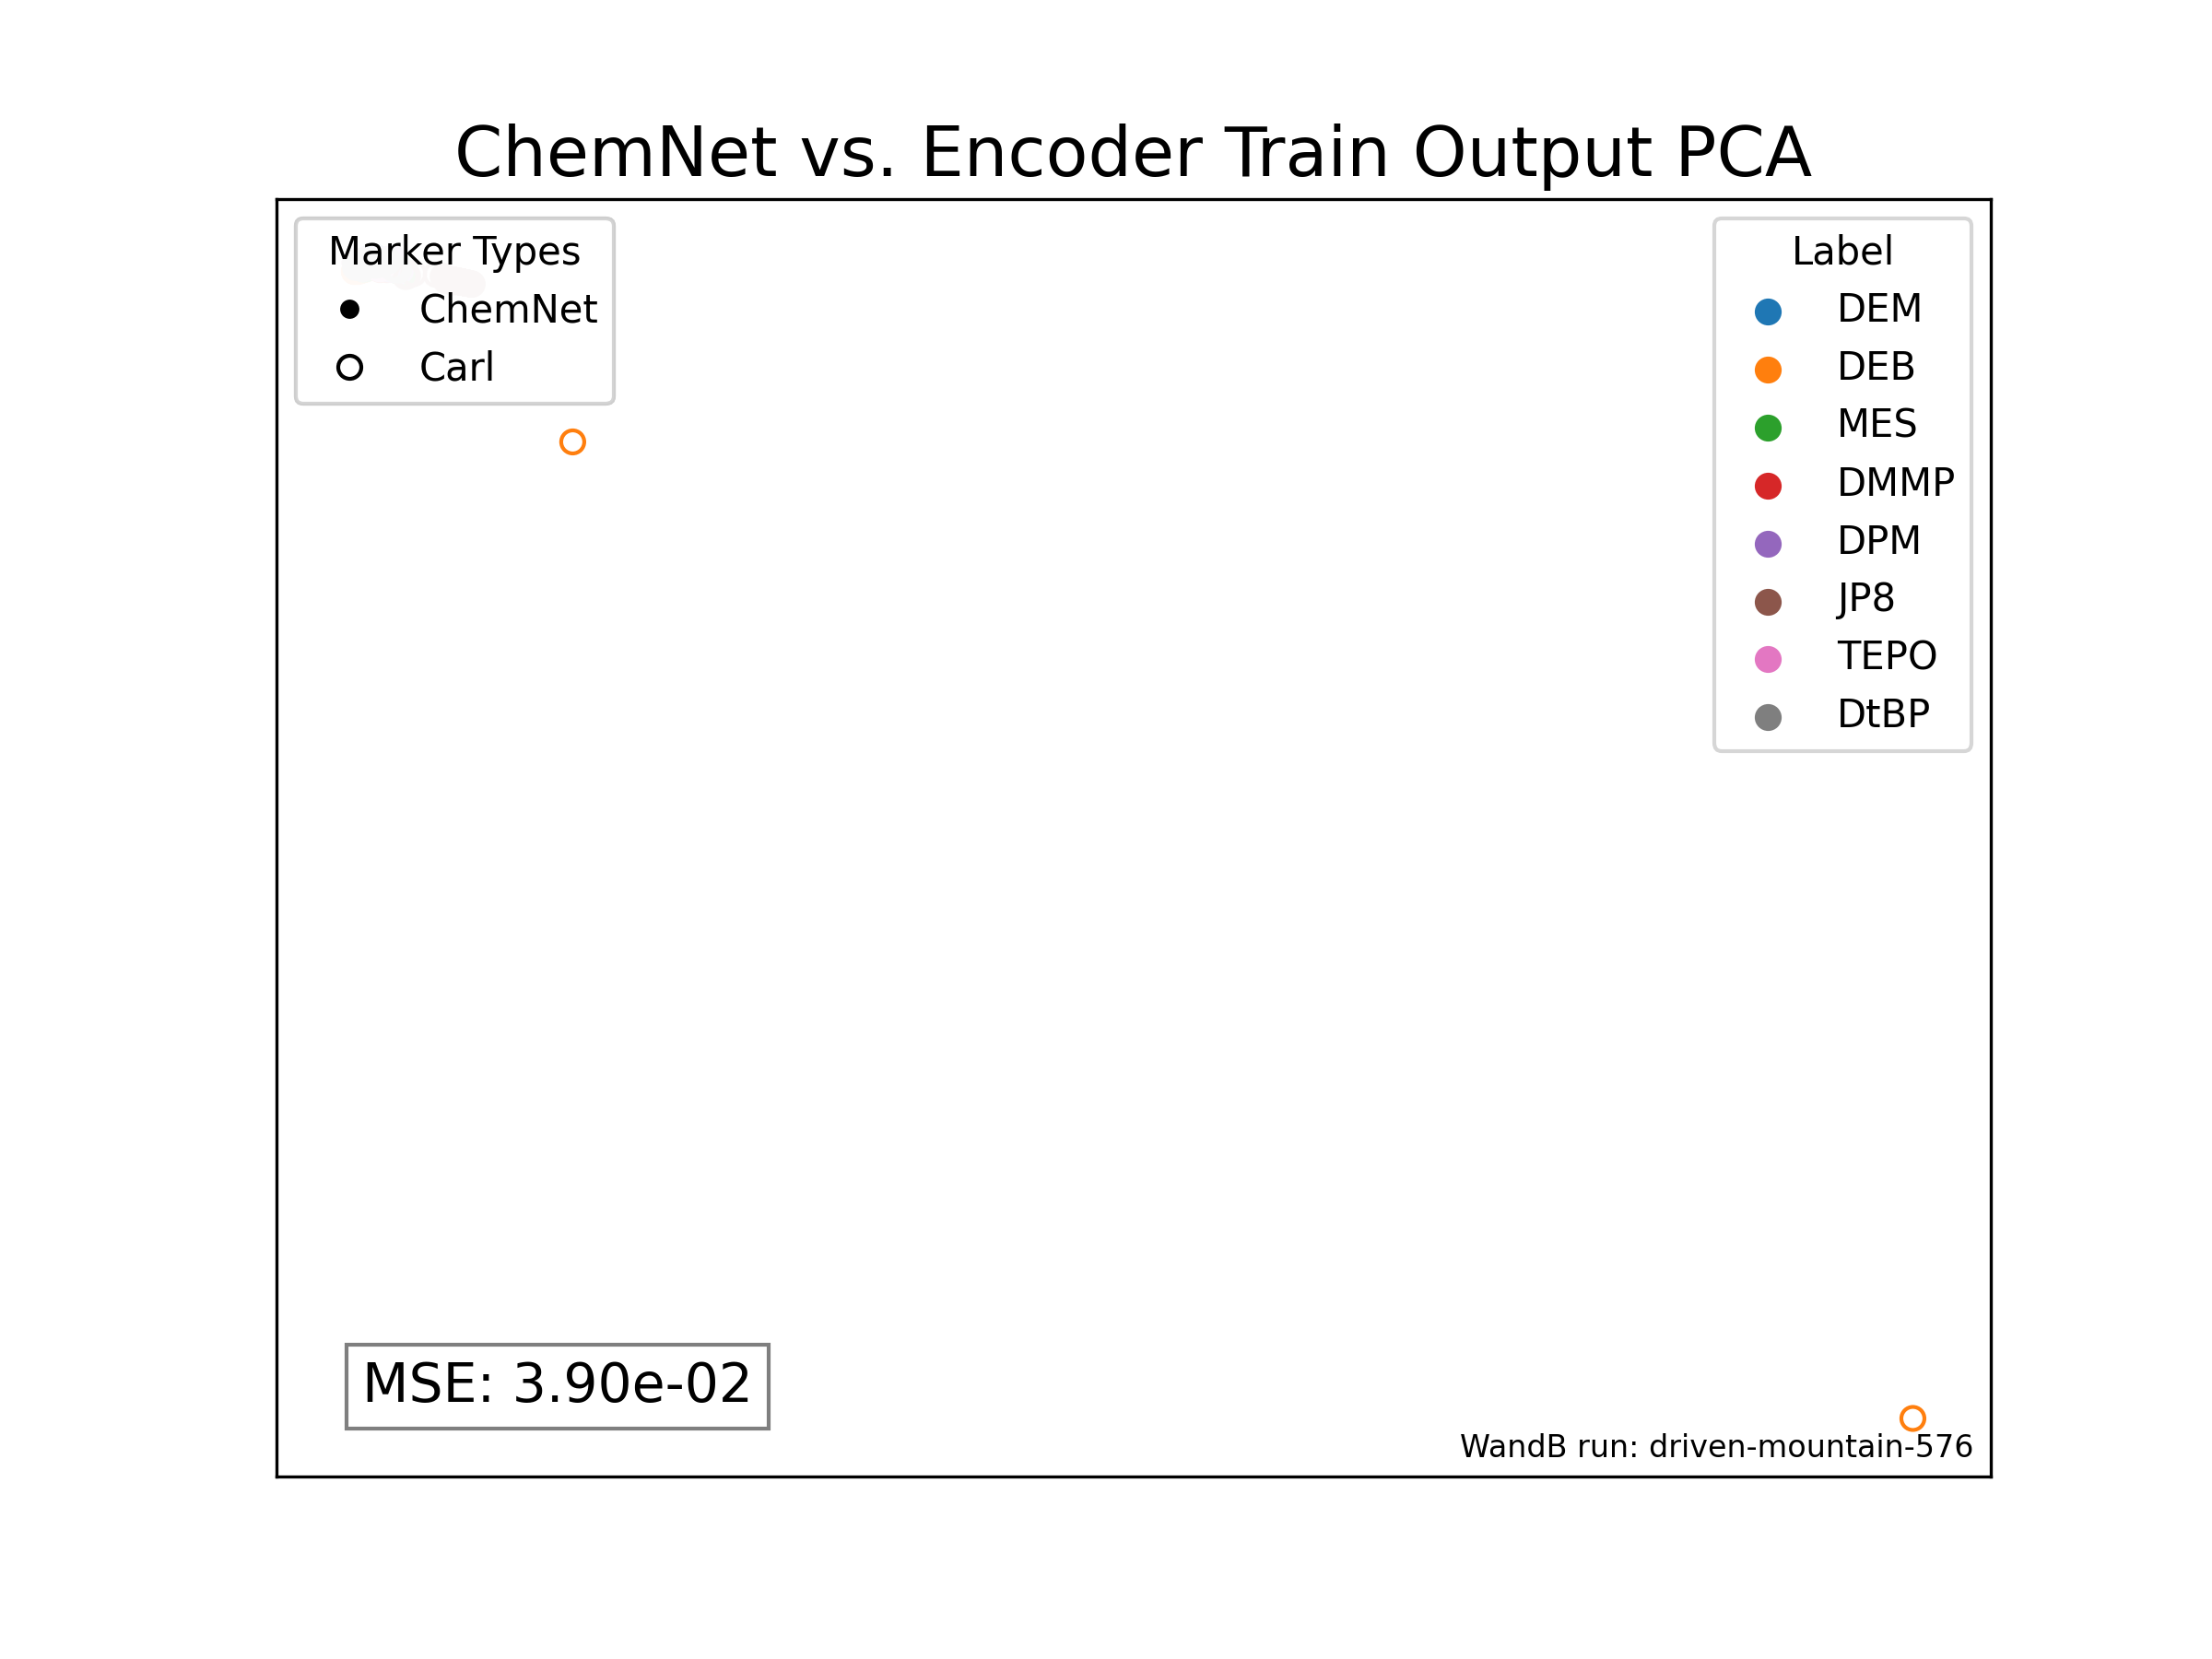 ChemNet vs. Encoder Train Output PCA
Marker Types
ChemNet
Carl
Label
DEM
DEB
MES
DMMP
DPM
JP8
TEPO
DtBP
MSE: 3.90e-02
WandB run: driven-mountain-576